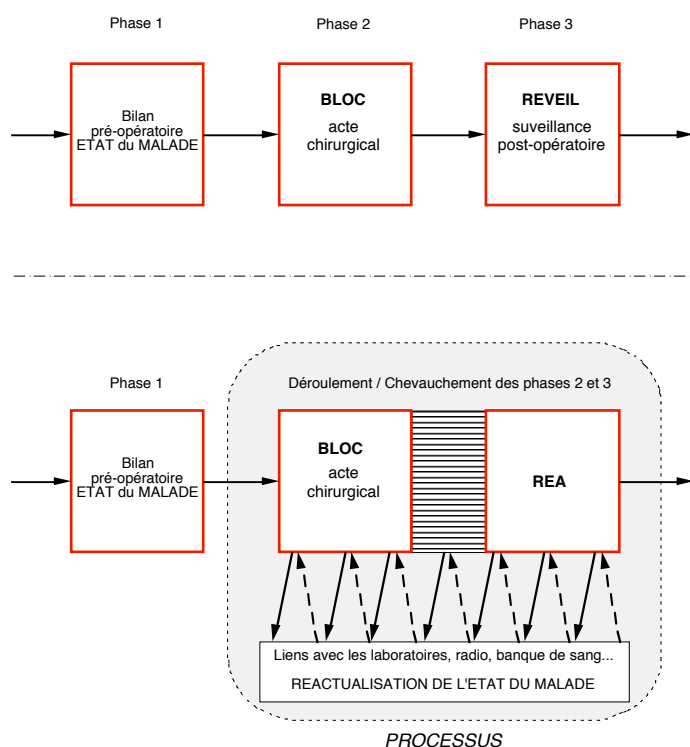 Phase 1
Phase 2
Phase 3
Bilan
pré-opératoire
ETAT du MALADE
BLOC
acte
chirurgical
REVEIL
suveillance
post-opératoire
Phase 1
Déroulement / Chevauchement des phases 2 et 3
Bilan
pré-opératoire
ETAT du MALADE
BLOC
acte
chirurgical
REA
Liens avec les laboratoires, radio, banque de sang...
REACTUALISATION DE L'ETAT DU MALADE
PROCESSUS